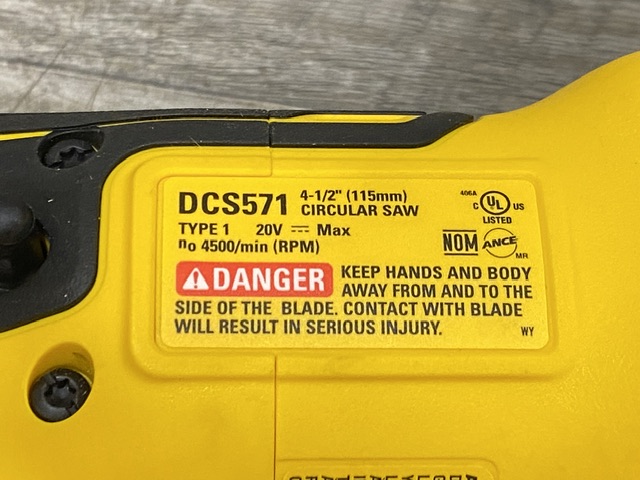 DCS571 4-1/2" (115mm)
CIRCULAR SAW
TYPE 1 20V ⎓ Max
no 4500/min (RPM)
406A
C UL US
LISTED
NOM ANCE
MR
DANGER KEEP HANDS AND BODY
AWAY FROM AND TO THE
SIDE OF THE BLADE. CONTACT WITH BLADE
WILL RESULT IN SERIOUS INJURY.
WY